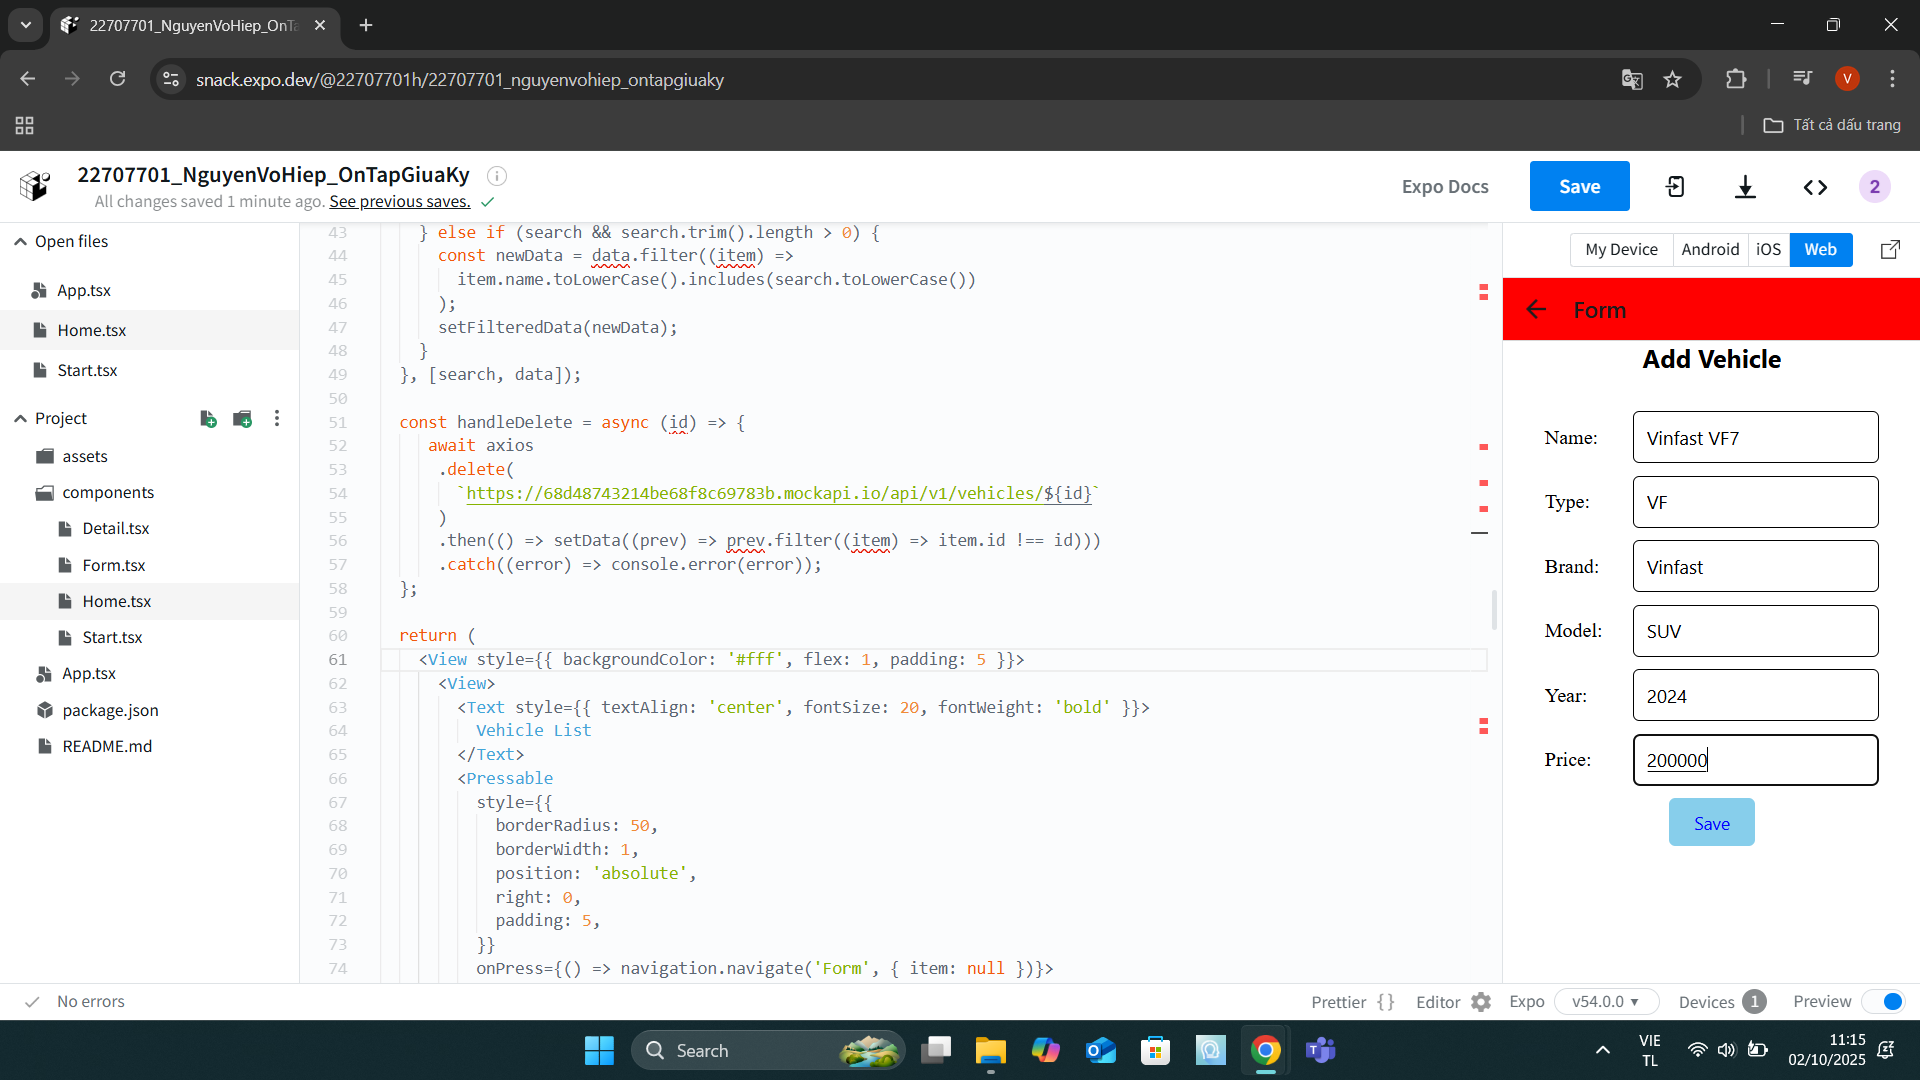 22707701_NguyenVoHiep_OnTa
snack.expo.dev/@22707701h/22707701_nguyenvohiep_ontapgiuaky
V
Tất cả dấu trang
22707701_NguyenVoHiep_OnTapGiuaKy
All changes saved 1 minute ago. See previous saves.
Expo Docs
Save
2
Open files
App.tsx
Home.tsx
Start.tsx
Project
assets
components
Detail.tsx
Form.tsx
Home.tsx
Start.tsx
App.tsx
package.json
README.md
43 } else if (search && search.trim().length > 0) {
44 const newData = data.filter((item) =>
45 item.name.toLowerCase().includes(search.toLowerCase())
46 );
47 setFilteredData(newData);
48 }
49 }, [search, data]);
50
51 const handleDelete = async (id) => {
52 await axios
53 .delete(
54 `https://68d48743214be68f8c69783b.mockapi.io/api/v1/vehicles/${id}`
55 )
56 .then(() => setData((prev) => prev.filter((item) => item.id !== id)))
57 .catch((error) => console.error(error));
58 };
59
60 return (
61 <View style={{ backgroundColor: '#fff', flex: 1, padding: 5 }}>
62 <View>
63 <Text style={{ textAlign: 'center', fontSize: 20, fontWeight: 'bold' }}>
64 Vehicle List
65 </Text>
66 <Pressable
67 style={{
68 borderRadius: 50,
69 borderWidth: 1,
70 position: 'absolute',
71 right: 0,
72 padding: 5,
73 }}
74 onPress={() => navigation.navigate('Form', { item: null })}>
My Device
Android
iOS
Web
Form
Add Vehicle
Name: Vinfast VF7
Type: VF
Brand: Vinfast
Model: SUV
Year: 2024
Price: 200000
Save
No errors
Prettier {}
Editor
Expo v54.0.0
Devices 1
Preview
Search
VIE
TL
11:15
02/10/2025